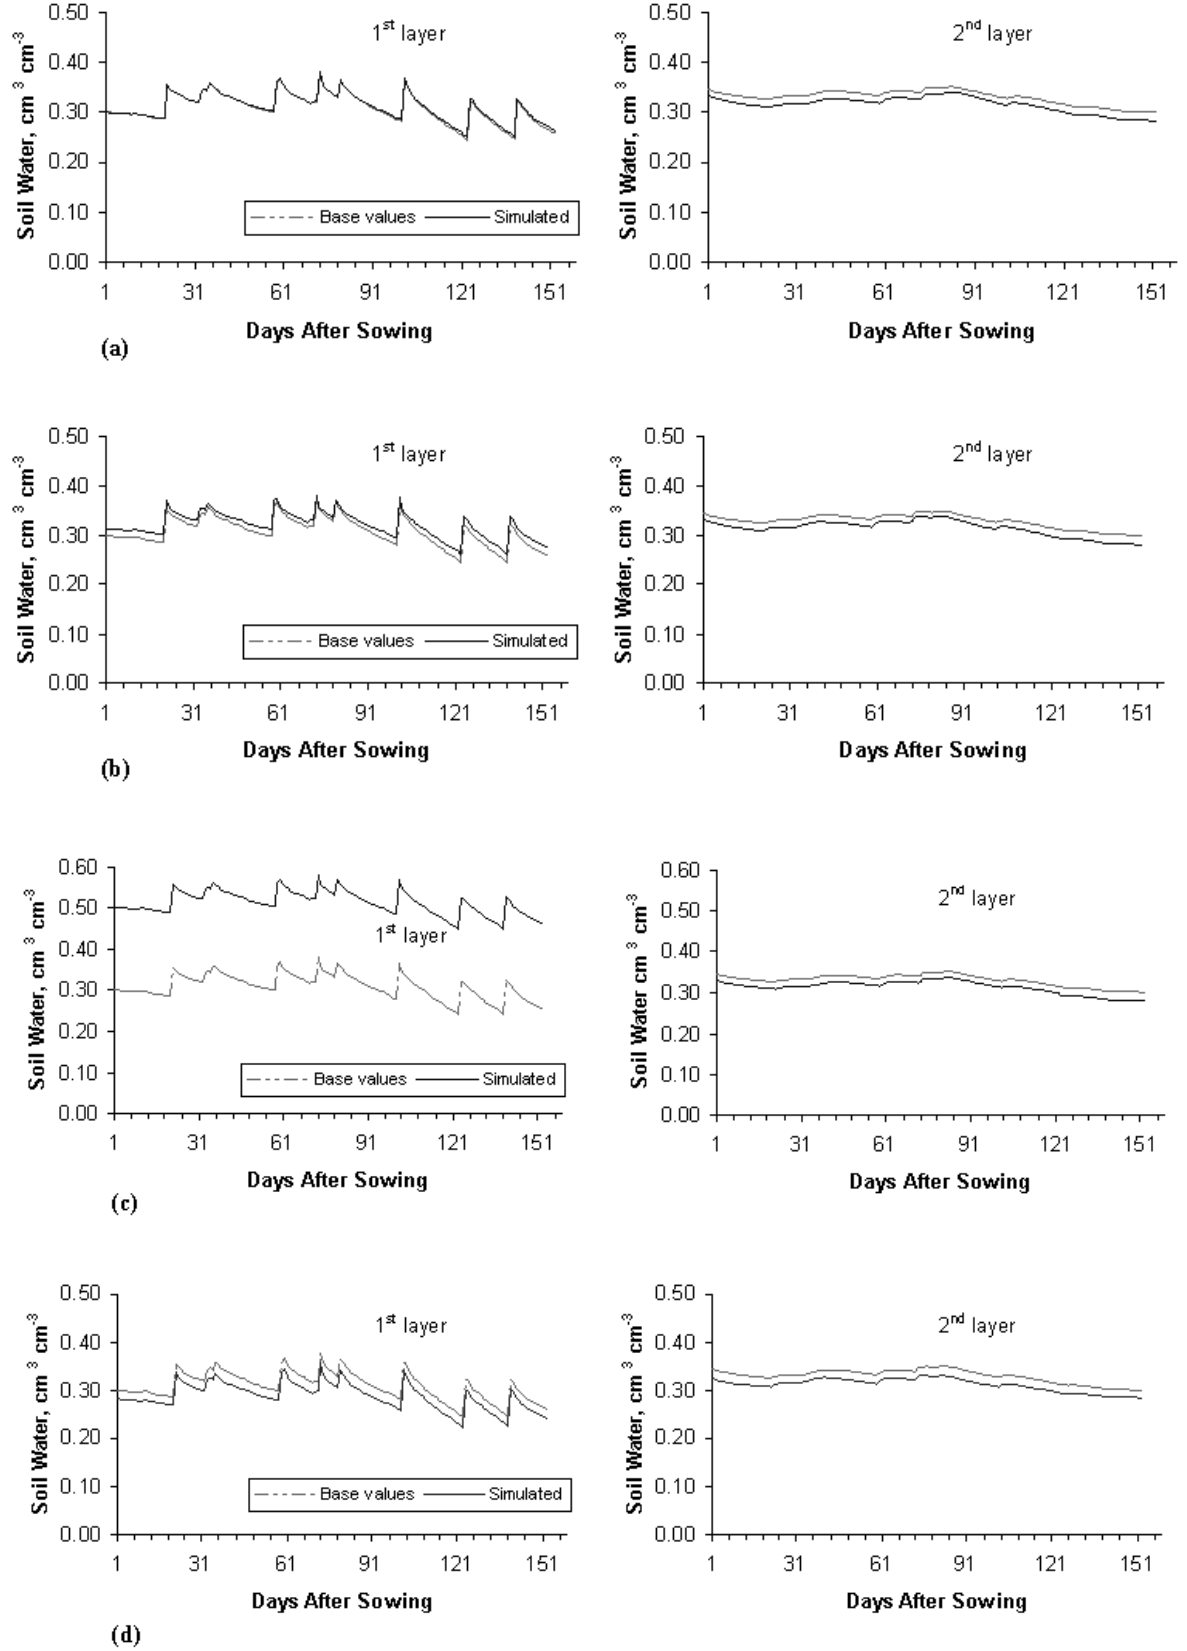 1st layer
2nd layer
Soil Water, cm 3 cm-3
0.50
0.40
0.30
0.20
0.10
0.00
Base values
Simulated
1 31 61 91 121 151
Days After Sowing
Soil Water, cm 3 cm-3
0.50
0.40
0.30
0.20
0.10
0.00
1 31 61 91 121 151
Days After Sowing
(a)
1st layer
2nd layer
Soil Water, cm 3 cm-3
0.50
0.40
0.30
0.20
0.10
0.00
Base values
Simulated
1 31 61 91 121 151
Days After Sowing
Soil Water, cm 3 cm-3
0.50
0.40
0.30
0.20
0.10
0.00
1 31 61 91 121 151
Days After Sowing
(b)
1st layer
2nd layer
Soil Water, cm 3 cm-3
0.60
0.50
0.40
0.30
0.20
0.10
0.00
Base values
Simulated
1 31 61 91 121 151
Days After Sowing
Soil Water cm 3 cm-3
0.60
0.50
0.40
0.30
0.20
0.10
0.00
1 31 61 91 121 151
Days After Sowing
(c)
1st layer
2nd layer
Soil Water, cm 3 cm-3
0.50
0.40
0.30
0.20
0.10
0.00
Base values
Simulated
1 31 61 91 121 151
Days After Sowing
Soil Water, cm 3 cm-3
0.50
0.40
0.30
0.20
0.10
0.00
1 31 61 91 121 151
Days After Sowing
(d)